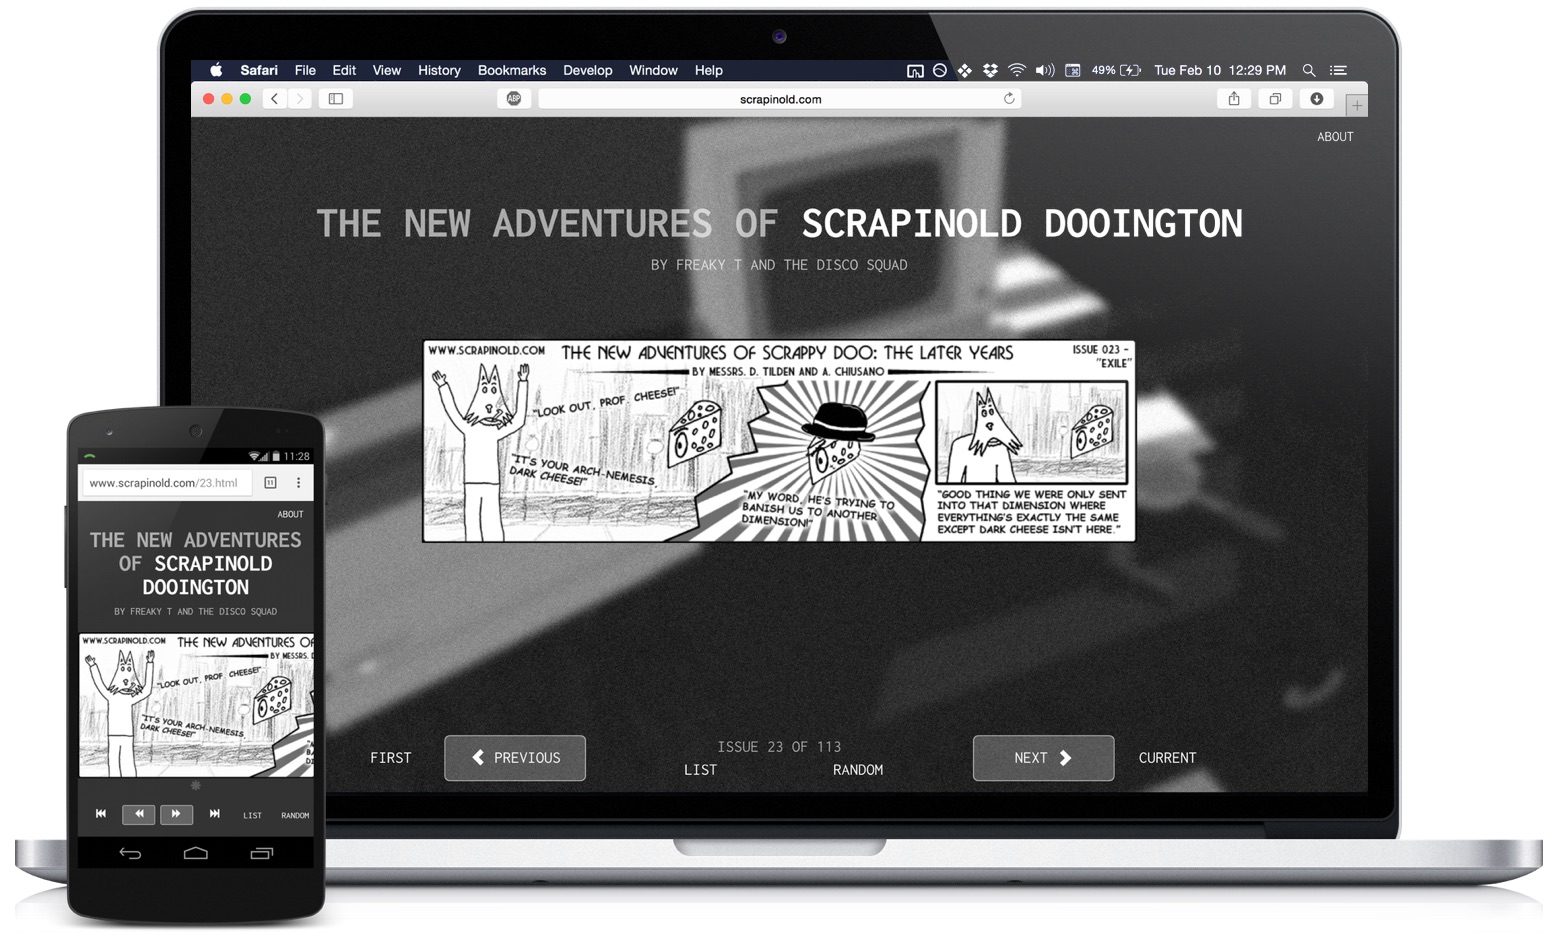 Safari File Edit View History Bookmarks Develop Window Help 49% Tue Feb 10 12:29 PM
ABP scrapinold.com
ABOUT
THE NEW ADVENTURES OF SCRAPINOLD DOOINGTON
BY FREAKY T AND THE DISCO SQUAD
WWW.SCRAPINOLD.COM THE NEW ADVENTURES OF SCRAPPY DOO: THE LATER YEARS ISSUE 023 -
"EXILE"
BY MESSRS. D. TILDEN AND A. CHIUSANO
"LOOK OUT, PROF. CHEESE!"
"IT'S YOUR ARCH-NEMESIS,
DARK CHEESE!"
"MY WORD, HE'S TRYING TO
BANISH US TO ANOTHER
DIMENSION!"
"GOOD THING WE WERE ONLY SENT
INTO THAT DIMENSION WHERE
EVERYTHING'S EXACTLY THE SAME
EXCEPT DARK CHEESE ISN'T HERE."
FIRST PREVIOUS ISSUE 23 OF 113 NEXT CURRENT
LIST RANDOM
11:28
www.scrapinold.com/23.html 11
ABOUT
THE NEW ADVENTURES
OF SCRAPINOLD
DOOINGTON
BY FREAKY T AND THE DISCO SQUAD
WWW.SCRAPINOLD.COM THE NEW ADVENTURES OF
BY MESSRS. D
"LOOK OUT, PROF. CHEESE!"
"IT'S YOUR ARCH-NEMESIS,
DARK CHEESE!"
LIST RANDOM